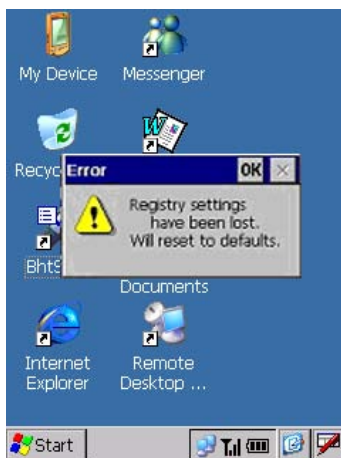 My Device Messenger
Recyc
Error OK
Registry settings
have been lost.
Will reset to defaults.
Documents
Internet Remote
Explorer Desktop ...
Start